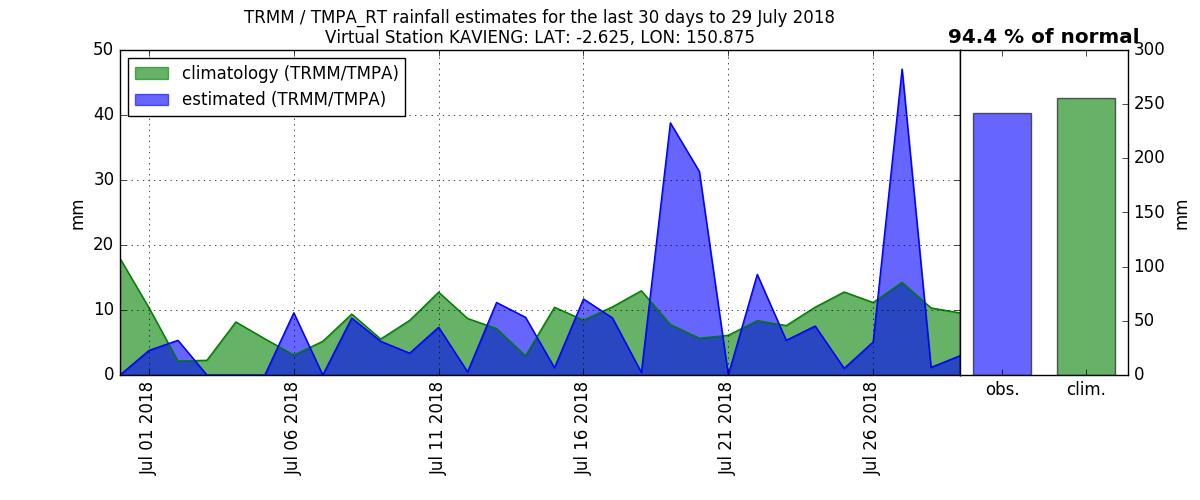 TRMM / TMPA_RT rainfall estimates for the last 30 days to 29 July 2018
Virtual Station KAVIENG: LAT: -2.625, LON: 150.875
94.4 % of normal
climatology (TRMM/TMPA)
estimated (TRMM/TMPA)
50
40
30
20
10
0
mm
300
250
200
150
100
50
0
mm
Jul 01 2018
Jul 06 2018
Jul 11 2018
Jul 16 2018
Jul 21 2018
Jul 26 2018
obs.
clim.